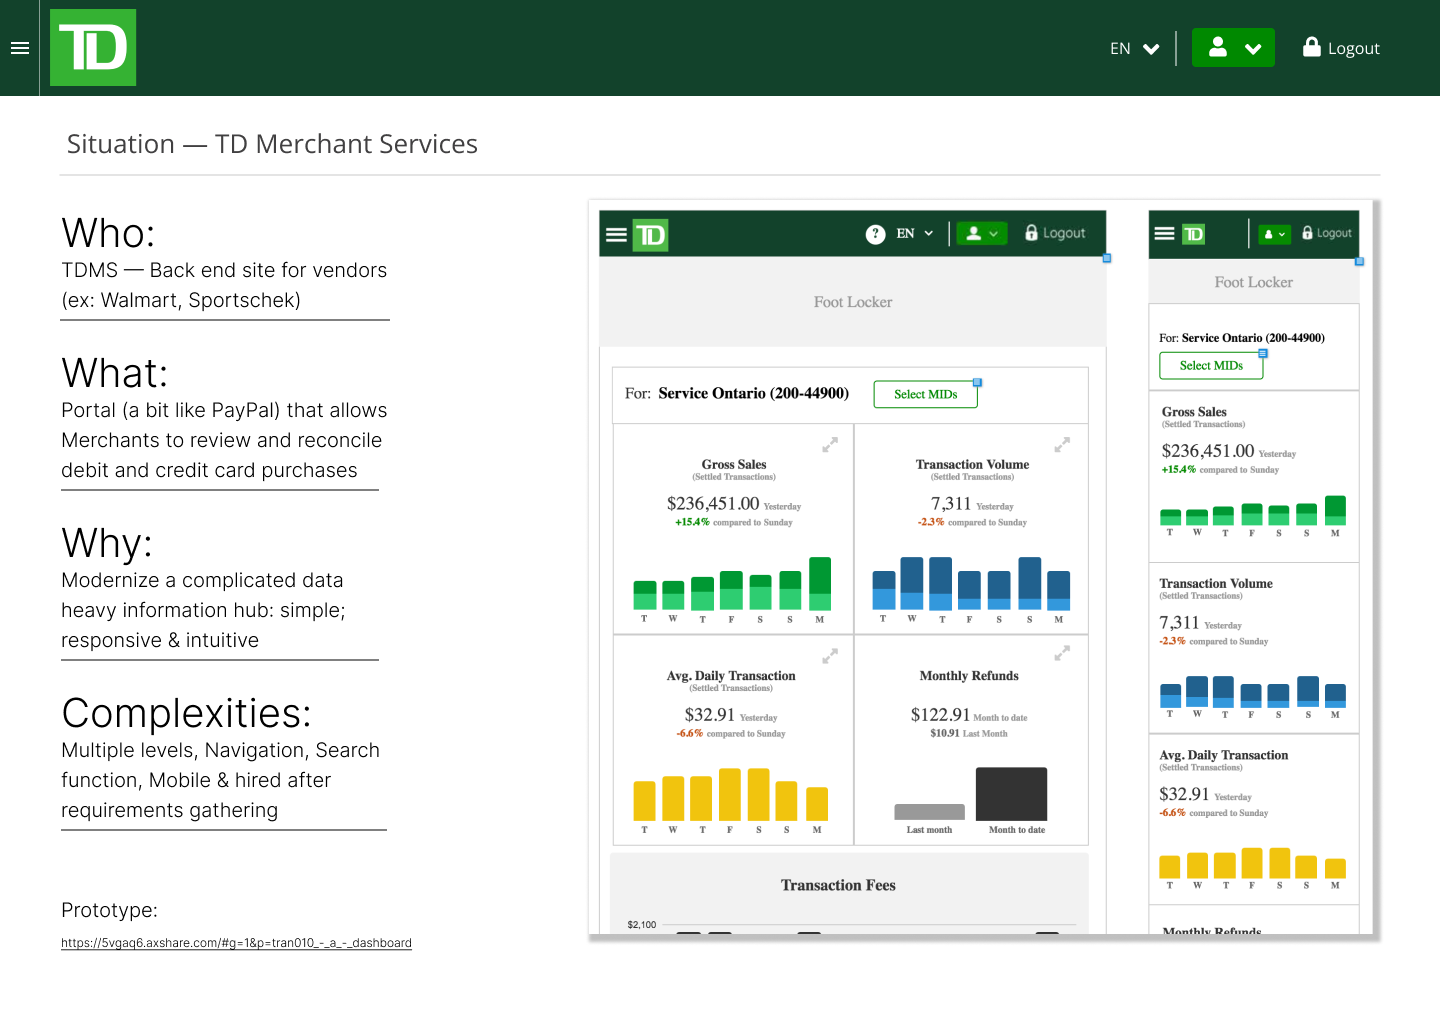 TD
EN
Logout
Situation — TD Merchant Services
Who:
TDMS — Back end site for vendors
(ex: Walmart, Sportschek)
What:
Portal (a bit like PayPal) that allows
Merchants to review and reconcile
debit and credit card purchases
Why:
Modernize a complicated data
heavy information hub: simple;
responsive & intuitive
Complexities:
Multiple levels, Navigation, Search
function, Mobile & hired after
requirements gathering
Prototype:
https://5vgaq6.axshare.com/#g=1&p=tran010_-_a_-_dashboard
TD
?
EN
Logout
Foot Locker
For: Service Ontario (200-44900)
Select MIDs
Gross Sales
(Settled Transactions)
$236,451.00 Yesterday
+15.4% compared to Sunday
T W T F S S M
Transaction Volume
(Settled Transactions)
7,311 Yesterday
-2.3% compared to Sunday
T W T F S S M
Avg. Daily Transaction
(Settled Transactions)
$32.91 Yesterday
-6.6% compared to Sunday
T W T F S S M
Monthly Refunds
$122.91 Month to date
$10.91 Last Month
Last month Month to date
Transaction Fees
$2,100
TD
Logout
Foot Locker
For: Service Ontario (200-44900)
Select MIDs
Gross Sales
(Settled Transactions)
$236,451.00 Yesterday
+15.4% compared to Sunday
T W T F S S M
Transaction Volume
(Settled Transactions)
7,311 Yesterday
-2.3% compared to Sunday
T W T F S S M
Avg. Daily Transaction
(Settled Transactions)
$32.91 Yesterday
-6.6% compared to Sunday
T W T F S S M
Monthly Refunds